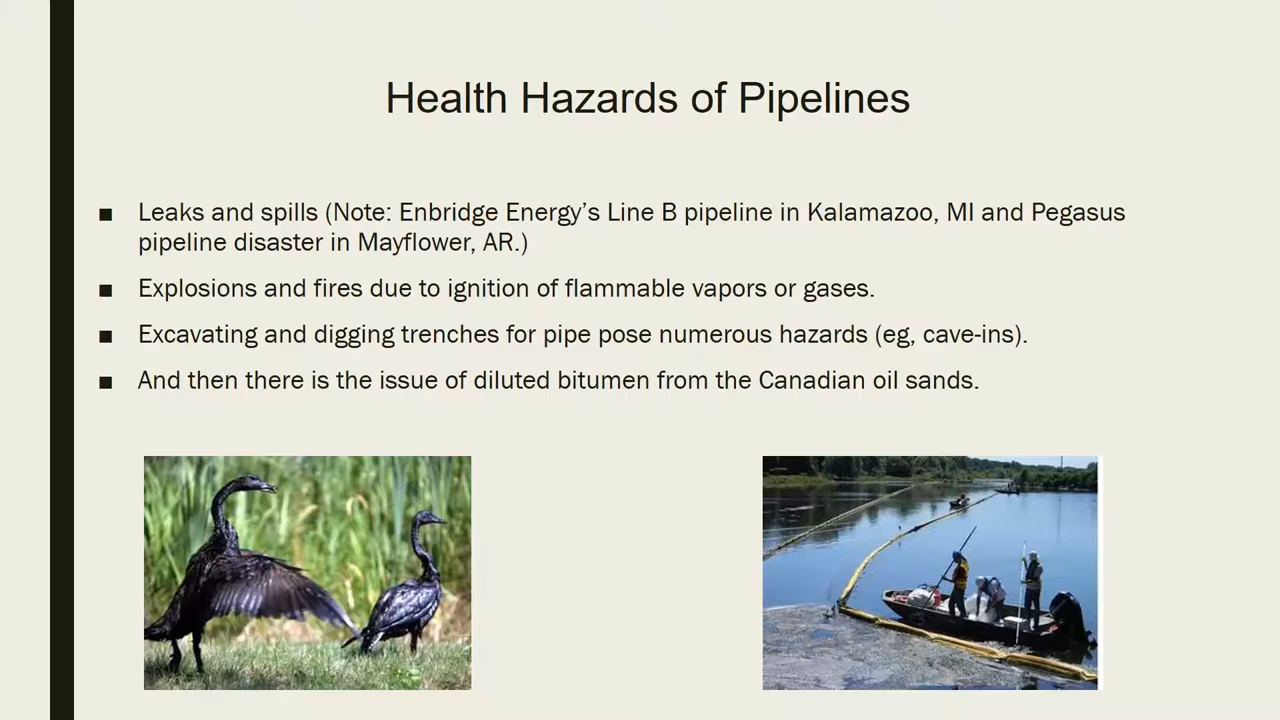 Health Hazards of Pipelines
■ Leaks and spills (Note: Enbridge Energy’s Line B pipeline in Kalamazoo, MI and Pegasus
pipeline disaster in Mayflower, AR.)
■ Explosions and fires due to ignition of flammable vapors or gases.
■ Excavating and digging trenches for pipe pose numerous hazards (eg, cave-ins).
■ And then there is the issue of diluted bitumen from the Canadian oil sands.